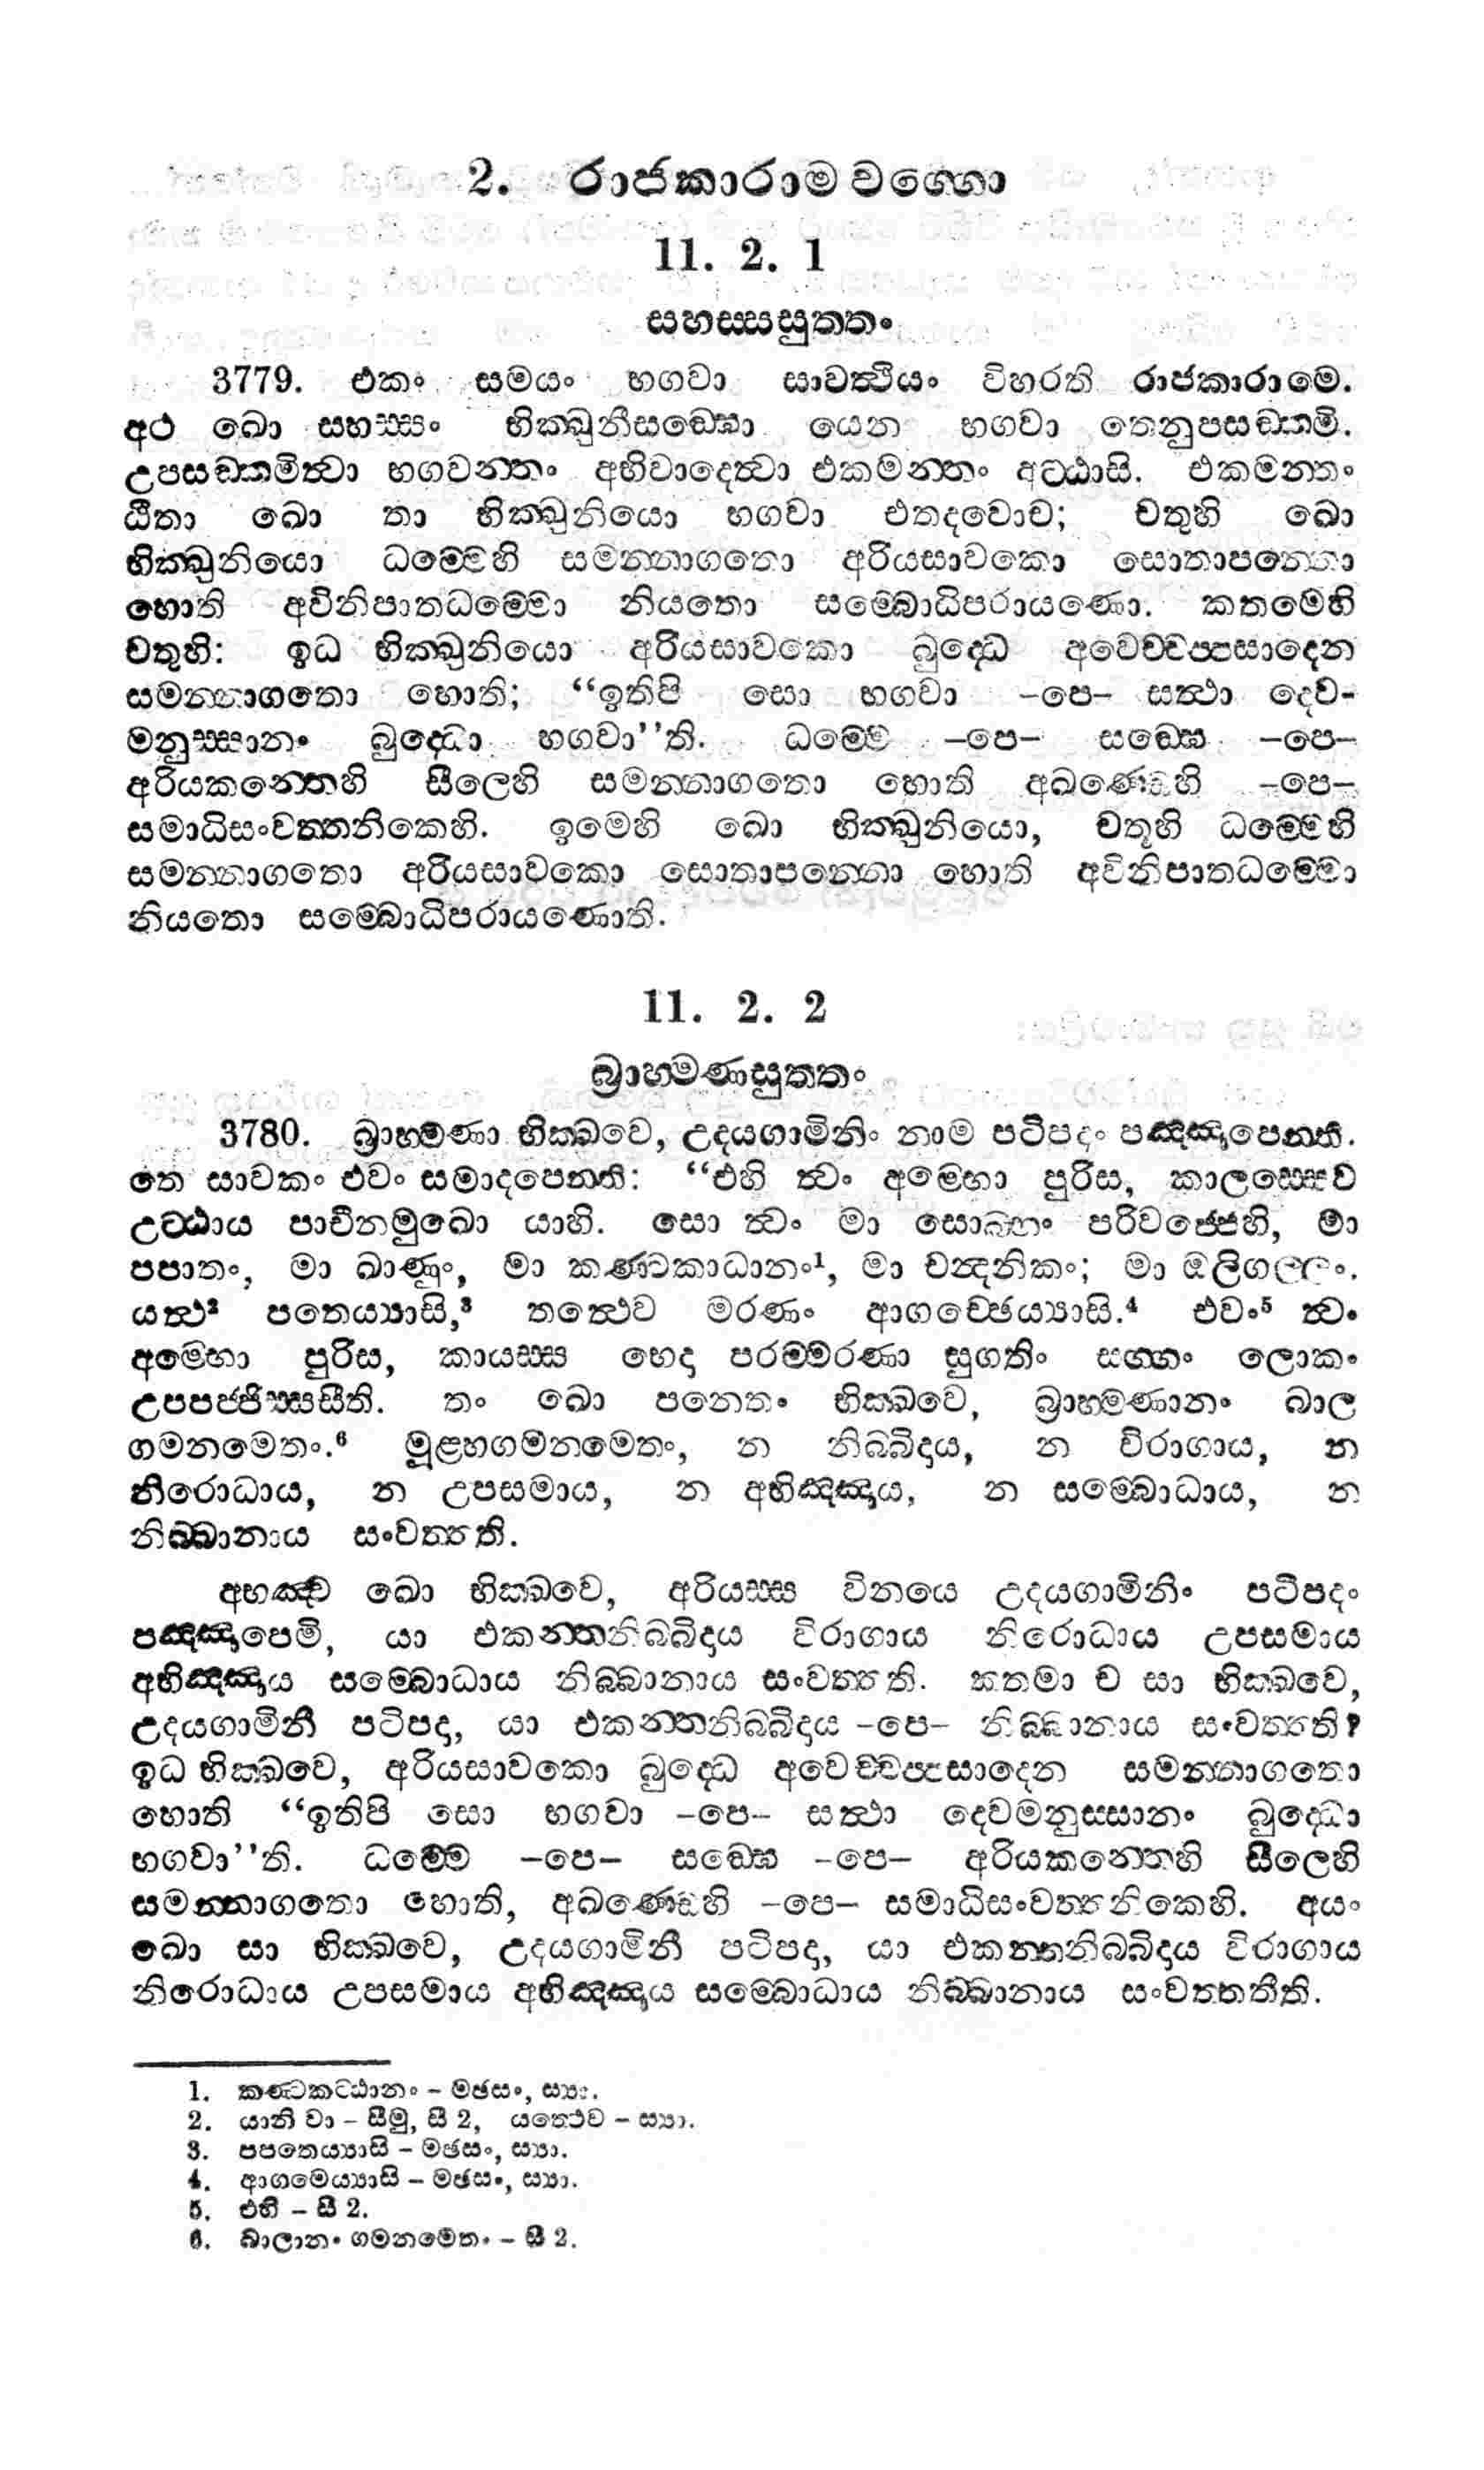 2. රාජකාරාම වග්ගො
11. 2. 1
සහස්සසුත්තං
3779. එකං සමයං භගවා සාවත්ථියං විහරති රාජකාරාමෙ.
අථ ඛො සහස්සං භික්ඛුනීසඞ්ඝො යෙන භගවා තෙනුපසඞ්කමි.
උපසඞ්කමිත්වා භගවන්තං අභිවාදෙත්වා එකමන්තං අට්ඨාසි. එකමන්තං
ඨිතා ඛො තා භික්ඛුනියො භගවා එතදවොච; චතුහි ඛො
භික්ඛුනියො ධම්මෙහි සමන්නාගතො අරියසාවකො සොතාපන්නො
හොති අවිනිපාතධම්මො නියතො සම්බොධිපරායණො. කතමෙහි
චතුහි: ඉධ භික්ඛුනියො අරියසාවකො බුද්ධෙ අවෙච්චප්පසාදෙන
සමන්නාගතො හොති; “ඉතිපි සො භගවා -පෙ- සත්ථා දෙව-
මනුස්සානං බුද්ධො භගවා’’ති. ධම්මෙ -පෙ- සඞ්ඝෙ -පෙ-
අරියකන්තෙහි සීලෙහි සමන්නාගතො හොති අඛණ්ඩෙහි -පෙ-
සමාධිසංවත්තනිකෙහි. ඉමෙහි ඛො භික්ඛුනියො, චතූහි ධම්මෙහි
සමන්නාගතො අරියසාවකො සොතාපන්නො හොති අවිනිපාතධම්මො
නියතො සම්බොධිපරායණොති.
11. 2. 2
බ්‍රාහ්මණසුත්තං
3780. බ්‍රාහ්මණා භික්ඛවෙ, උදයගාමිනිං නාම පටිපදං පඤ්ඤාපෙන්ති.
තෙ සාවකං එවං සමාදපෙන්ති: “එහි ත්වං අම්භො පුරිස, කාලස්සෙව
උට්ඨාය පාචීනමුඛො යාහි. සො ත්වං මා සොබ්භං පරිවජ්ජෙහි, මා
පපාතං, මා ඛාණුං, මා කණ්ටකාධානං¹, මා චන්දනිකං; මා ඔලිගල්ලං.
යත්ථ² පතෙය්‍යාසි,³ තත්ථෙව මරණං ආගච්ඡෙය්‍යාසි.⁴ එවං⁵ ත්වං
අම්භො පුරිස, කායස්ස භෙදා පරම්මරණා සුගතිං සග්ගං ලොකං
උපපජ්ජිස්සසීති. තං ඛො පනෙතං භික්ඛවෙ, බ්‍රාහ්මණානං බාල
ගමනමෙතං.⁶ මූළ්හගමනමෙතං, න නිබ්බිදාය, න විරාගාය, න
නිරොධාය, න උපසමාය, න අභිඤ්ඤාය, න සම්බොධාය, න
නිබ්බානාය සංවත්තති.
අහඤ්ච ඛො භික්ඛවෙ, අරියස්ස විනයෙ උදයගාමිනිං පටිපදං
පඤ්ඤාපෙමි, යා එකන්තනිබ්බිදාය විරාගාය නිරොධාය උපසමාය
අභිඤ්ඤාය සම්බොධාය නිබ්බානාය සංවත්තති. කතමා ච සා භික්ඛවෙ,
උදයගාමිනී පටිපදා, යා එකන්තනිබ්බිදාය -පෙ- නිබ්බානාය සංවත්තති?
ඉධ භික්ඛවෙ, අරියසාවකො බුද්ධෙ අවෙච්චප්පසාදෙන සමන්නාගතො
හොති “ඉතිපි සො භගවා -පෙ- සත්ථා දෙවමනුස්සානං බුද්ධො
භගවා’’ති. ධම්මෙ -පෙ- සඞ්ඝෙ -පෙ- අරියකන්තෙහි සීලෙහි
සමන්නාගතො හොති, අඛණ්ඩෙහි -පෙ- සමාධිසංවත්තනිකෙහි. අයං
ඛො සා භික්ඛවෙ, උදයගාමිනී පටිපදා, යා එකන්තනිබ්බිදාය විරාගාය
නිරොධාය උපසමාය අභිඤ්ඤාය සම්බොධාය නිබ්බානාය සංවත්තතීති.
1. කණ්ටකට්ඨානං - මඡසං, ස්‍යා.
2. යානි වා - සීමු, සී 2, යත්ථෙව - ස්‍යා.
3. පපතෙය්‍යාසි - මඡසං, ස්‍යා.
4. ආගමෙය්‍යාසි - මඡසං, ස්‍යා.
5. එහි - සී 2.
6. බාලානං ගමනමෙතං - සී 2.